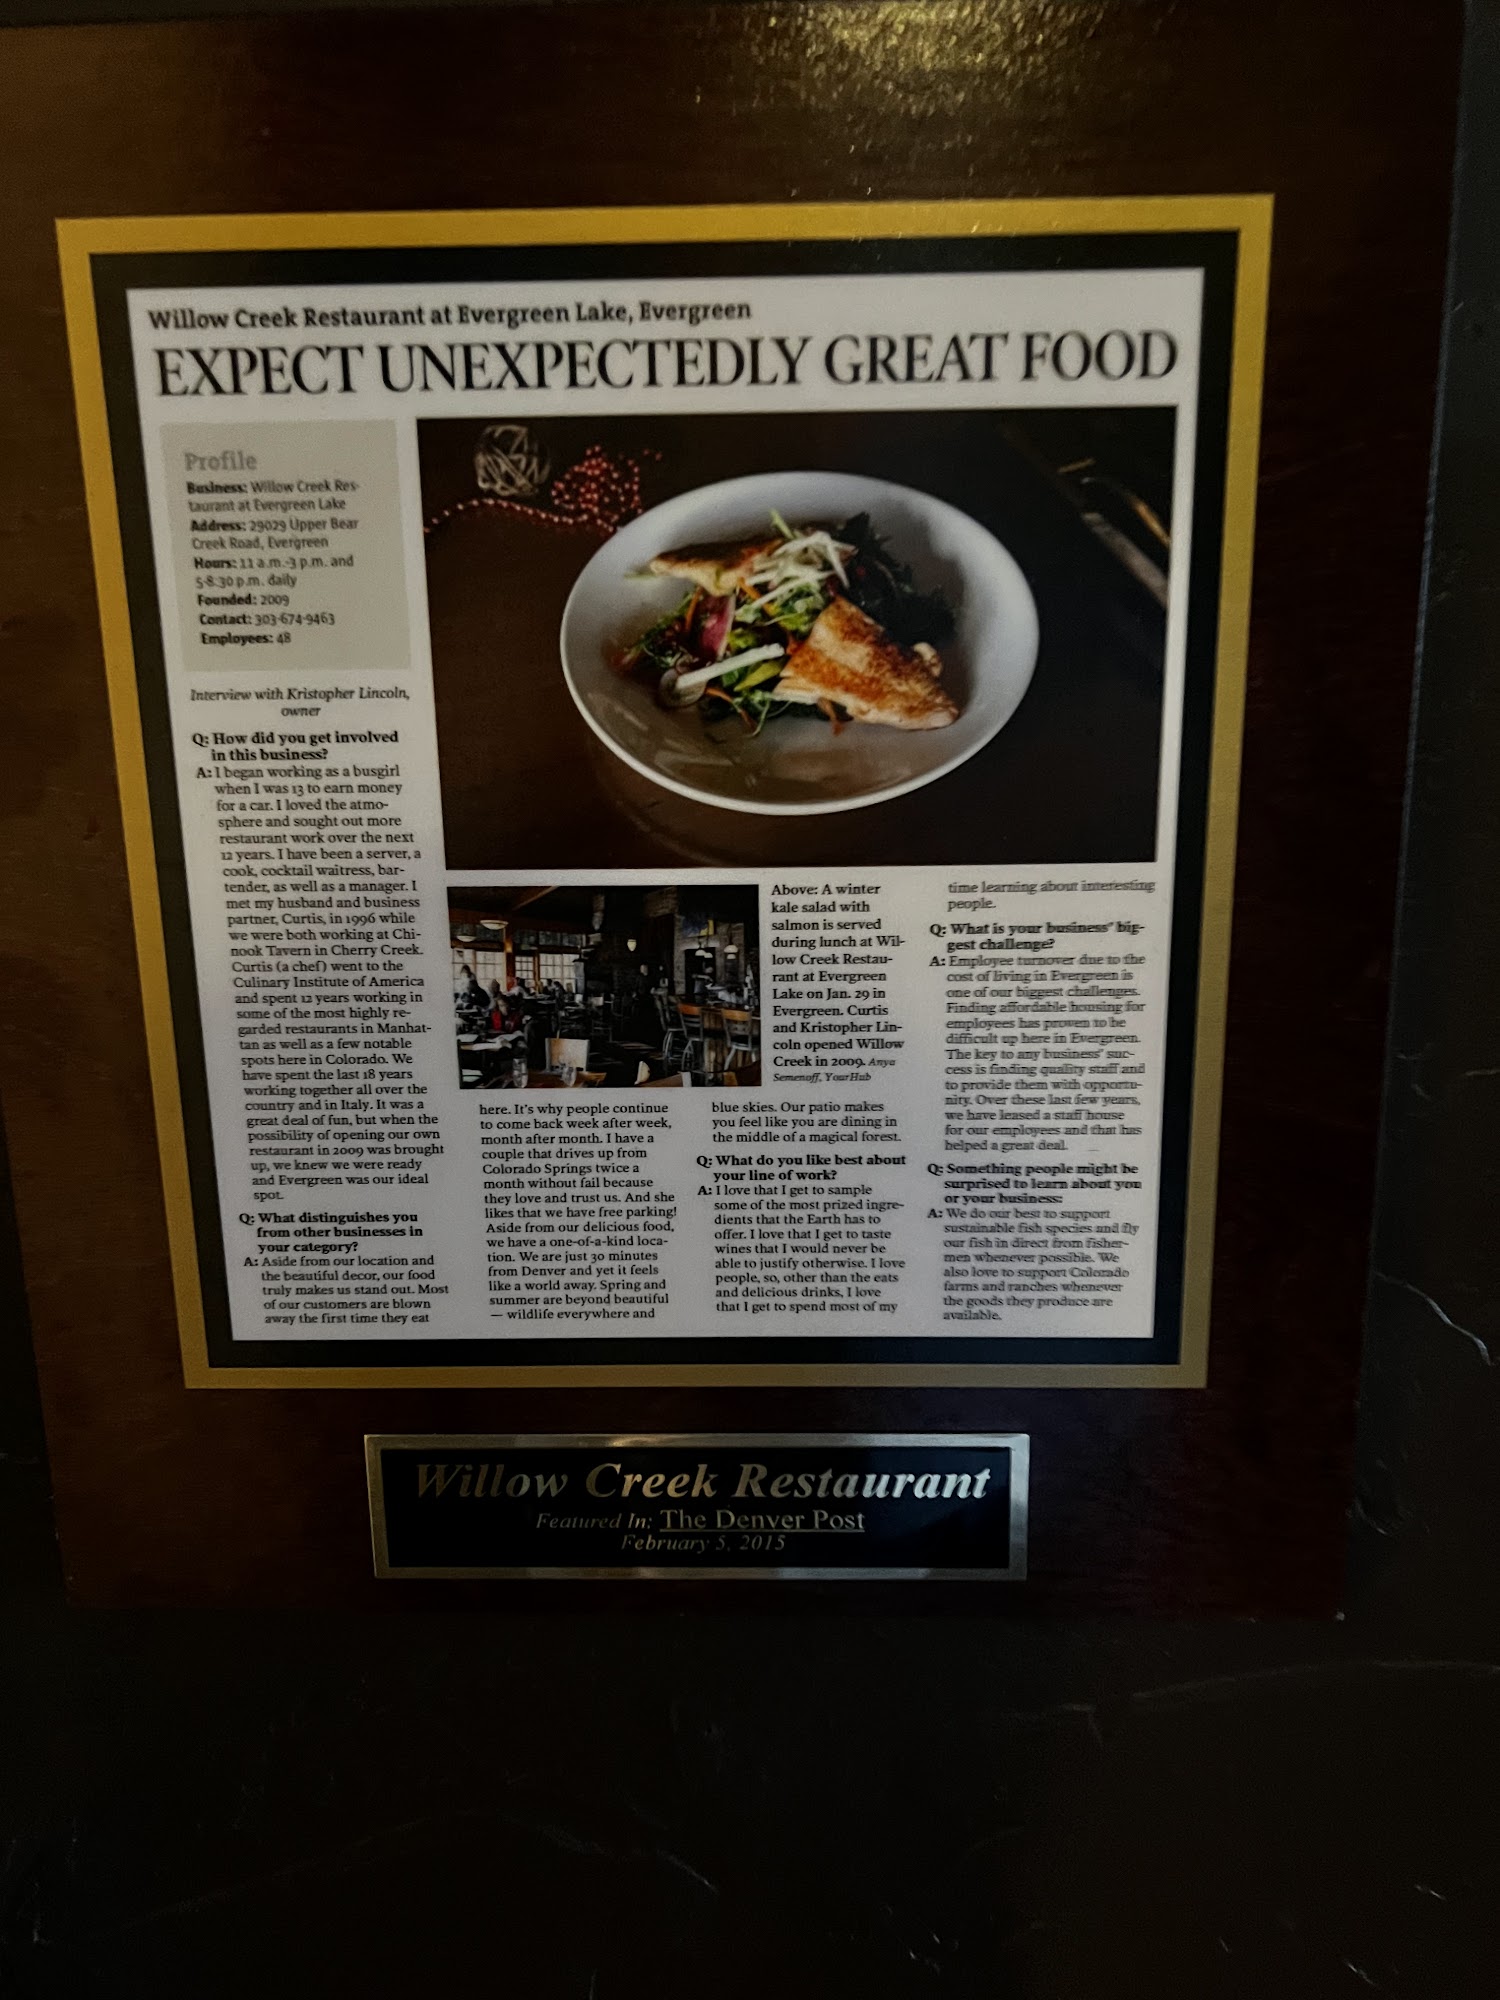 Willow Creek Restaurant at Evergreen Lake, Evergreen
EXPECT UNEXPECTEDLY GREAT FOOD
Profile
Business: Willow Creek Res-
taurant at Evergreen Lake
Address: 29029 Upper Bear
Creek Road, Evergreen
Hours: 11 a.m.-3 p.m. and
5-8:30 p.m. daily
Founded: 2009
Contact: 303-674-9463
Employees: 48
Interview with Kristopher Lincoln,
owner
Q: How did you get involved
in this business?
A: I began working as a busgirl
when I was 13 to earn money
for a car. I loved the atmo-
sphere and sought out more
restaurant work over the next
12 years. I have been a server, a
cook, cocktail waitress, bar-
tender, as well as a manager. I
met my husband and business
partner, Curtis, in 1996 while
we were both working at Chi-
nook Tavern in Cherry Creek.
Curtis (a chef) went to the
Culinary Institute of America
and spent 12 years working in
some of the most highly re-
garded restaurants in Manhat-
tan as well as a few notable
spots here in Colorado. We
have spent the last 18 years
working together all over the
country and in Italy. It was a
great deal of fun, but when the
possibility of opening our own
restaurant in 2009 was brought
up, we knew we were ready
and Evergreen was our ideal
spot.
Q: What distinguishes you
from other businesses in
your category?
A: Aside from our location and
the beautiful decor, our food
truly makes us stand out. Most
of our customers are blown
away the first time they eat
here. It's why people continue
to come back week after week,
month after month. I have a
couple that drives up from
Colorado Springs twice a
month without fail because
they love and trust us. And she
likes that we have free parking!
Aside from our delicious food,
we have a one-of-a-kind loca-
tion. We are just 30 minutes
from Denver and yet it feels
like a world away. Spring and
summer are beyond beautiful
— wildlife everywhere and
Above: A winter
kale salad with
salmon is served
during lunch at Wil-
low Creek Restau-
rant at Evergreen
Lake on Jan. 29 in
Evergreen. Curtis
and Kristopher Lin-
coln opened Willow
Creek in 2009. Anya
Semenoff, YourHub
blue skies. Our patio makes
you feel like you are dining in
the middle of a magical forest.
Q: What do you like best about
your line of work?
A: I love that I get to sample
some of the most prized ingre-
dients that the Earth has to
offer. I love that I get to taste
wines that I would never be
able to justify otherwise. I love
people, so, other than the eats
and delicious drinks, I love
that I get to spend most of my
time learning about interesting
people.
Q: What is your business' big-
gest challenge?
A: Employee turnover due to the
cost of living in Evergreen is
one of our biggest challenges.
Finding affordable housing for
employees has proven to be
difficult up here in Evergreen.
The key to any business' suc-
cess is finding quality staff and
to provide them with opportu-
nity. Over these last few years,
we have leased a staff house
for our employees and that has
helped a great deal.
Q: Something people might be
surprised to learn about you
or your business:
A: We do our best to support
sustainable fish species and fly
our fish in direct from fisher-
men whenever possible. We
also love to support Colorado
farms and ranches whenever
the goods they produce are
available.
Willow Creek Restaurant
Featured In: The Denver Post
February 5, 2015